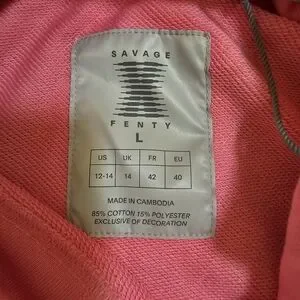 SAVAGE
FENTY
L
US UK FR EU
12-14 14 42 40
MADE IN CAMBODIA
85% COTTON 15% POLYESTER
EXCLUSIVE OF DECORATION